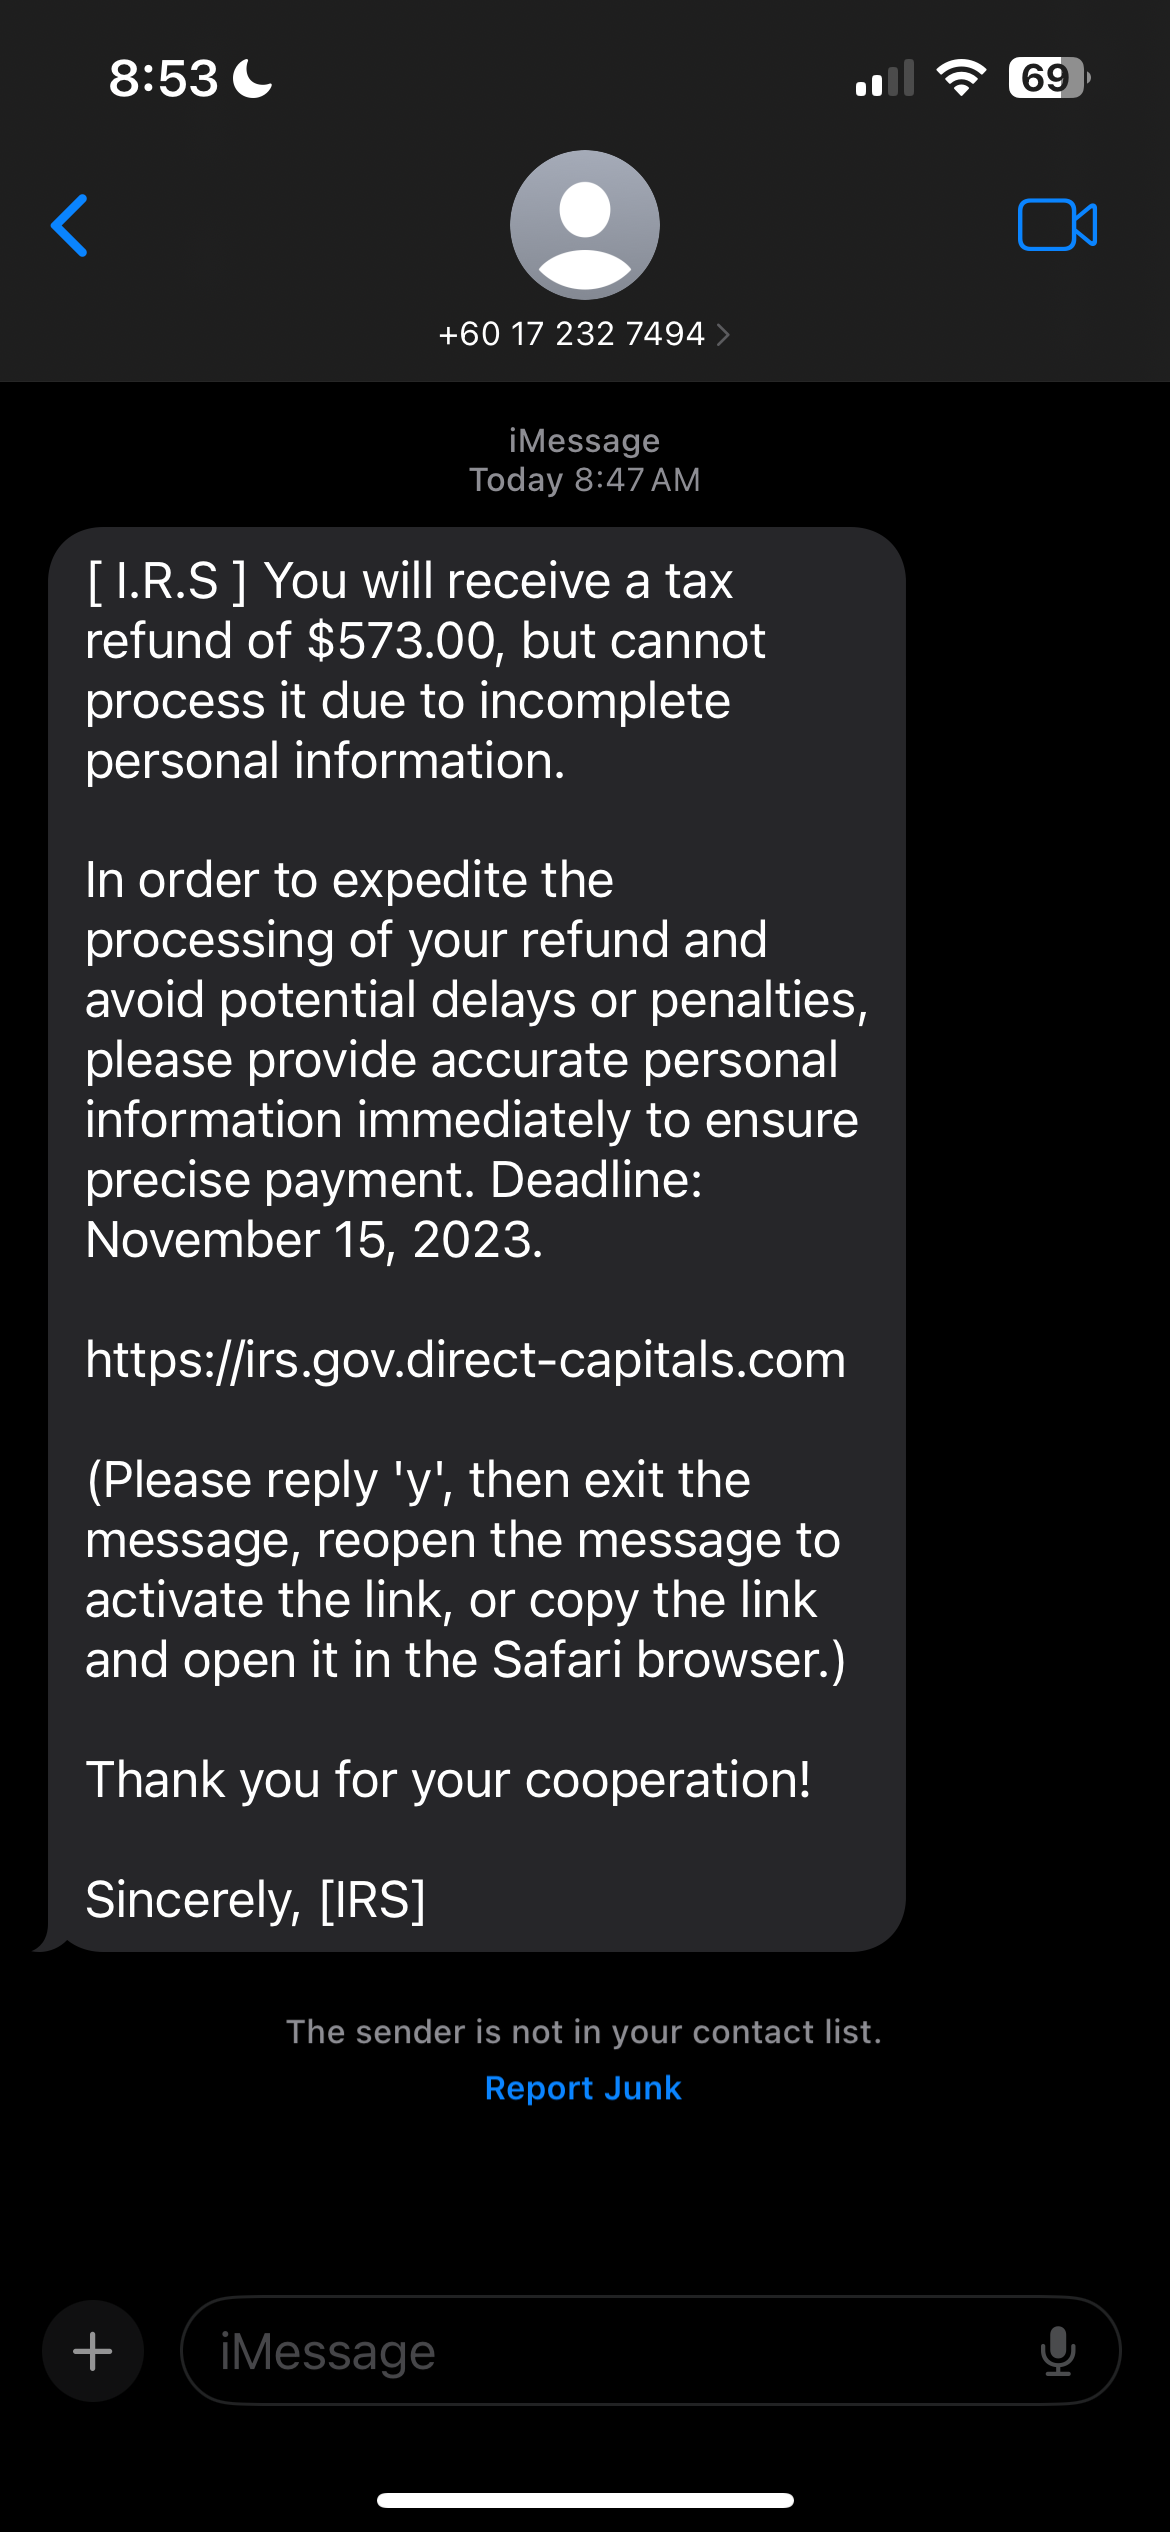 8:53
69
+60 17 232 7494
iMessage
Today 8:47 AM
[ I.R.S ] You will receive a tax
refund of $573.00, but cannot
process it due to incomplete
personal information.
In order to expedite the
processing of your refund and
avoid potential delays or penalties,
please provide accurate personal
information immediately to ensure
precise payment. Deadline:
November 15, 2023.
https://irs.gov.direct-capitals.com
(Please reply 'y', then exit the
message, reopen the message to
activate the link, or copy the link
and open it in the Safari browser.)
Thank you for your cooperation!
Sincerely, [IRS]
The sender is not in your contact list.
Report Junk
iMessage